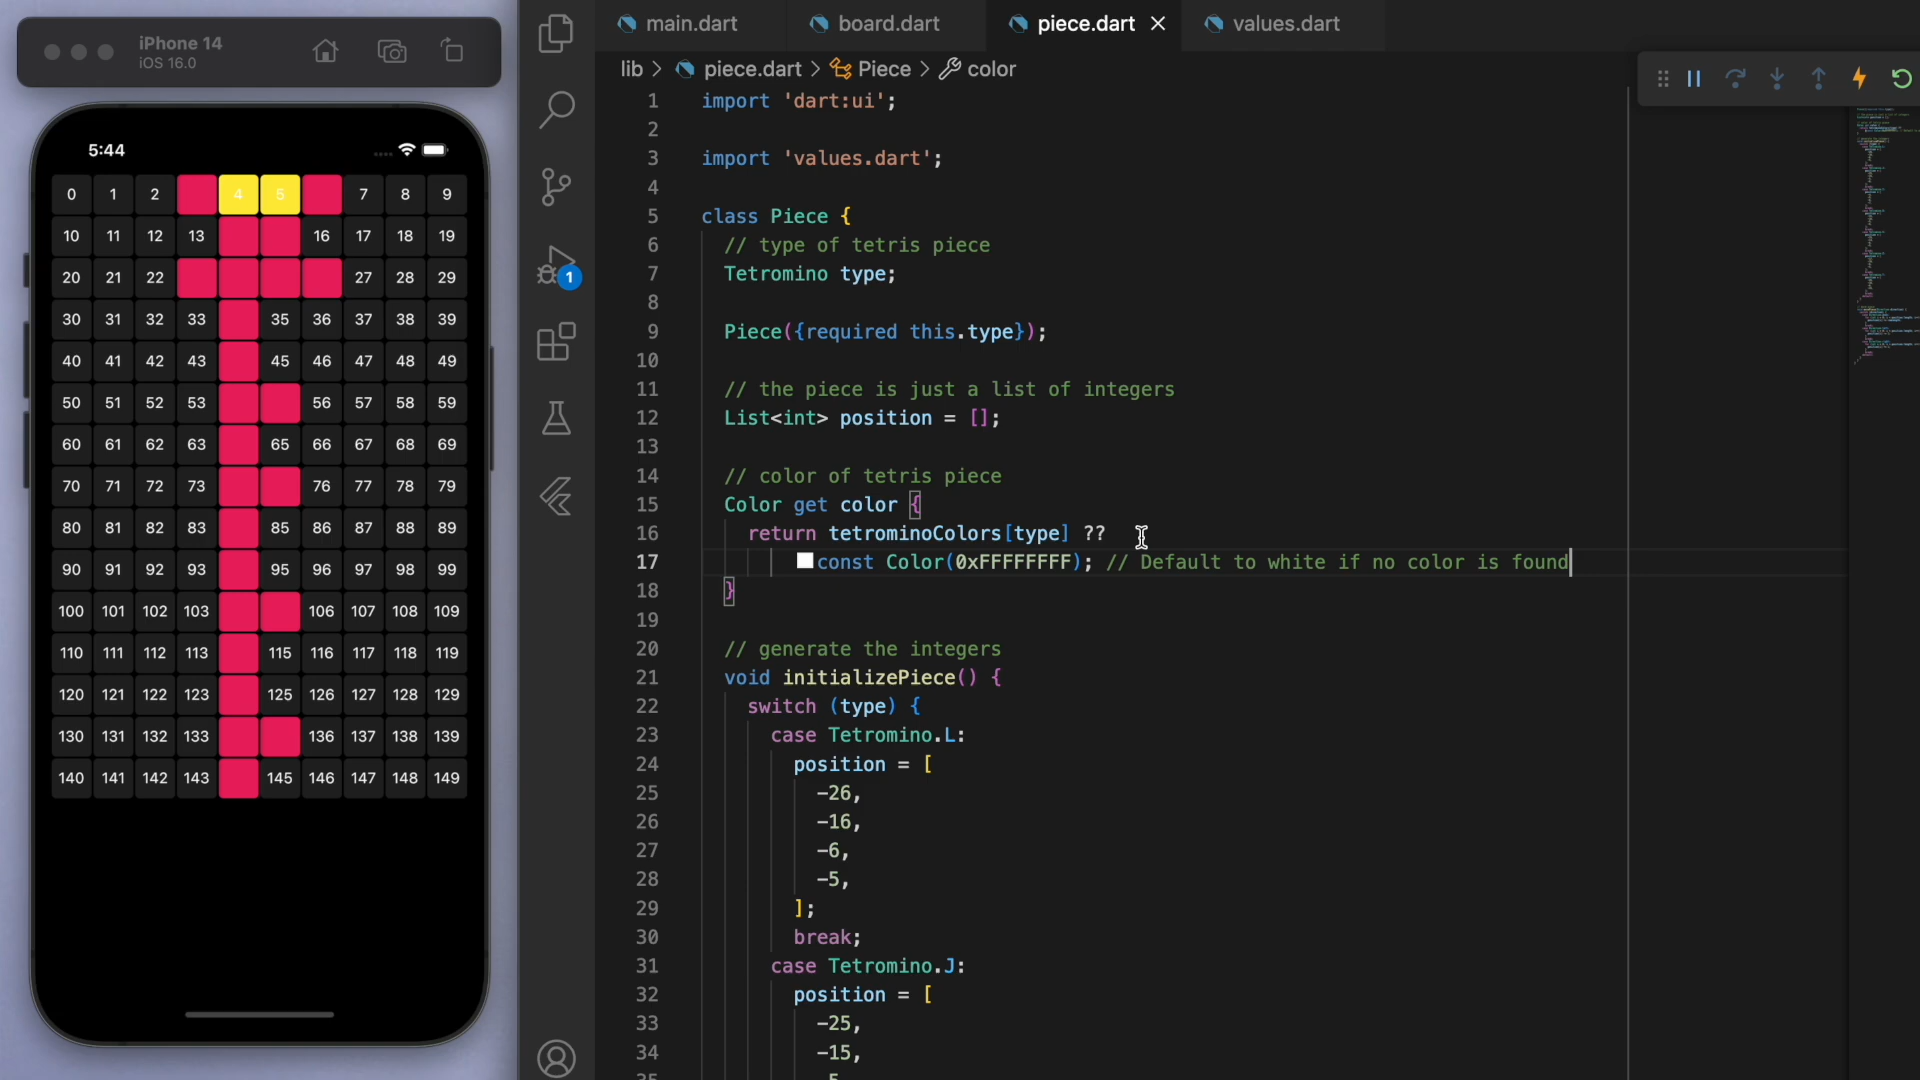 iPhone 14
iOS 16.0
5:44
0 1 2 4 5 7 8 9
10 11 12 13 16 17 18 19
20 21 22 27 28 29
30 31 32 33 35 36 37 38 39
40 41 42 43 45 46 47 48 49
50 51 52 53 56 57 58 59
60 61 62 63 65 66 67 68 69
70 71 72 73 76 77 78 79
80 81 82 83 85 86 87 88 89
90 91 92 93 95 96 97 98 99
100 101 102 103 106 107 108 109
110 111 112 113 115 116 117 118 119
120 121 122 123 125 126 127 128 129
130 131 132 133 136 137 138 139
140 141 142 143 145 146 147 148 149
1
main.dart board.dart piece.dart values.dart
lib > piece.dart > Piece > color
1 import 'dart:ui';
2
3 import 'values.dart';
4
5 class Piece {
6 // type of tetris piece
7 Tetromino type;
8
9 Piece({required this.type});
10
11 // the piece is just a list of integers
12 List<int> position = [];
13
14 // color of tetris piece
15 Color get color {
16 return tetrominoColors[type] ??
17 const Color(0xFFFFFFFF); // Default to white if no color is found
18 }
19
20 // generate the integers
21 void initializePiece() {
22 switch (type) {
23 case Tetromino.L:
24 position = [
25 -26,
26 -16,
27 -6,
28 -5,
29 ];
30 break;
31 case Tetromino.J:
32 position = [
33 -25,
34 -15,